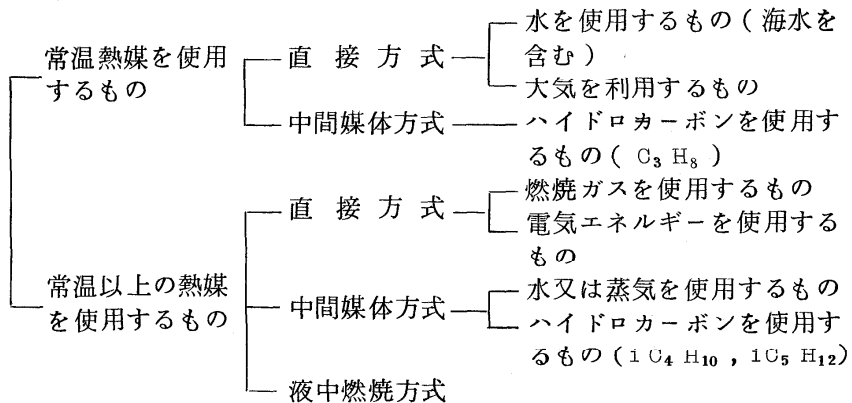 水を使用するもの（海水を
常温熱媒を使用
直接方式
含む）
するもの
大気を利用するもの
中間媒体方式
ハイドロカーボンを使用す
るもの（C₃H₈）
燃焼ガスを使用するもの
直接方式
電気エネルギーを使用する
もの
常温以上の熱媒
水又は蒸気を使用するもの
を使用するもの
中間媒体方式
ハイドロカーボンを使用す
るもの（iC₄H₁₀，iC₅H₁₂）
液中燃焼方式